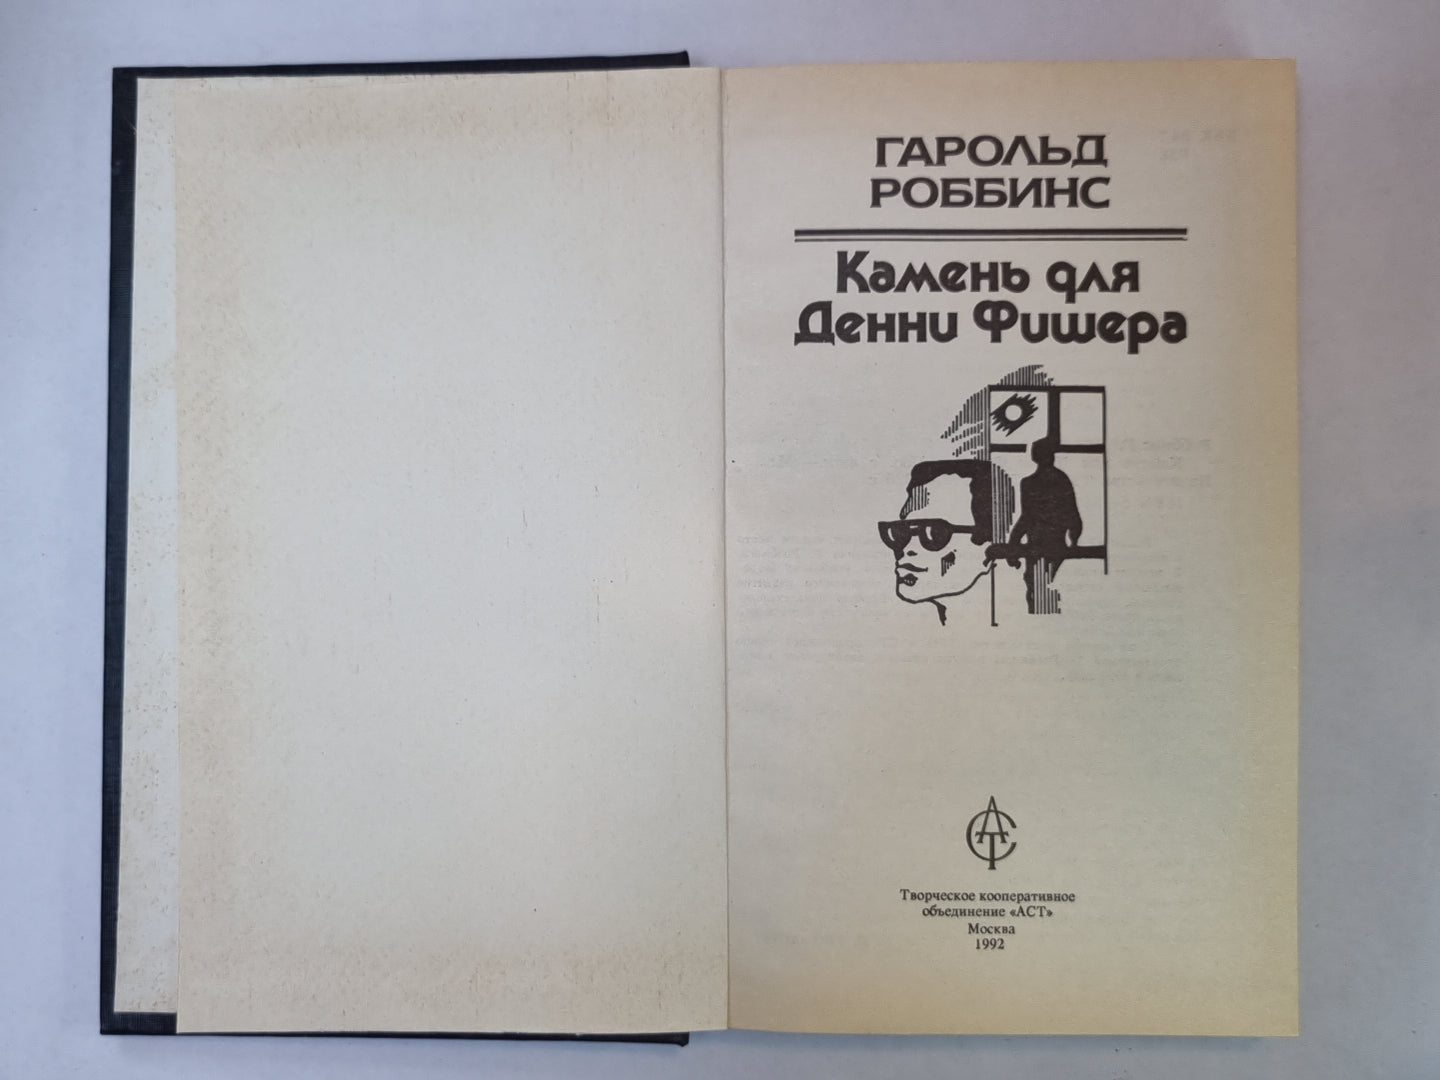 ГАРОЛЬД
РОББИНС
Камень для
Денни Фишера
АСТ
Творческое кооперативное
объединение «АСТ»
Москва
1992